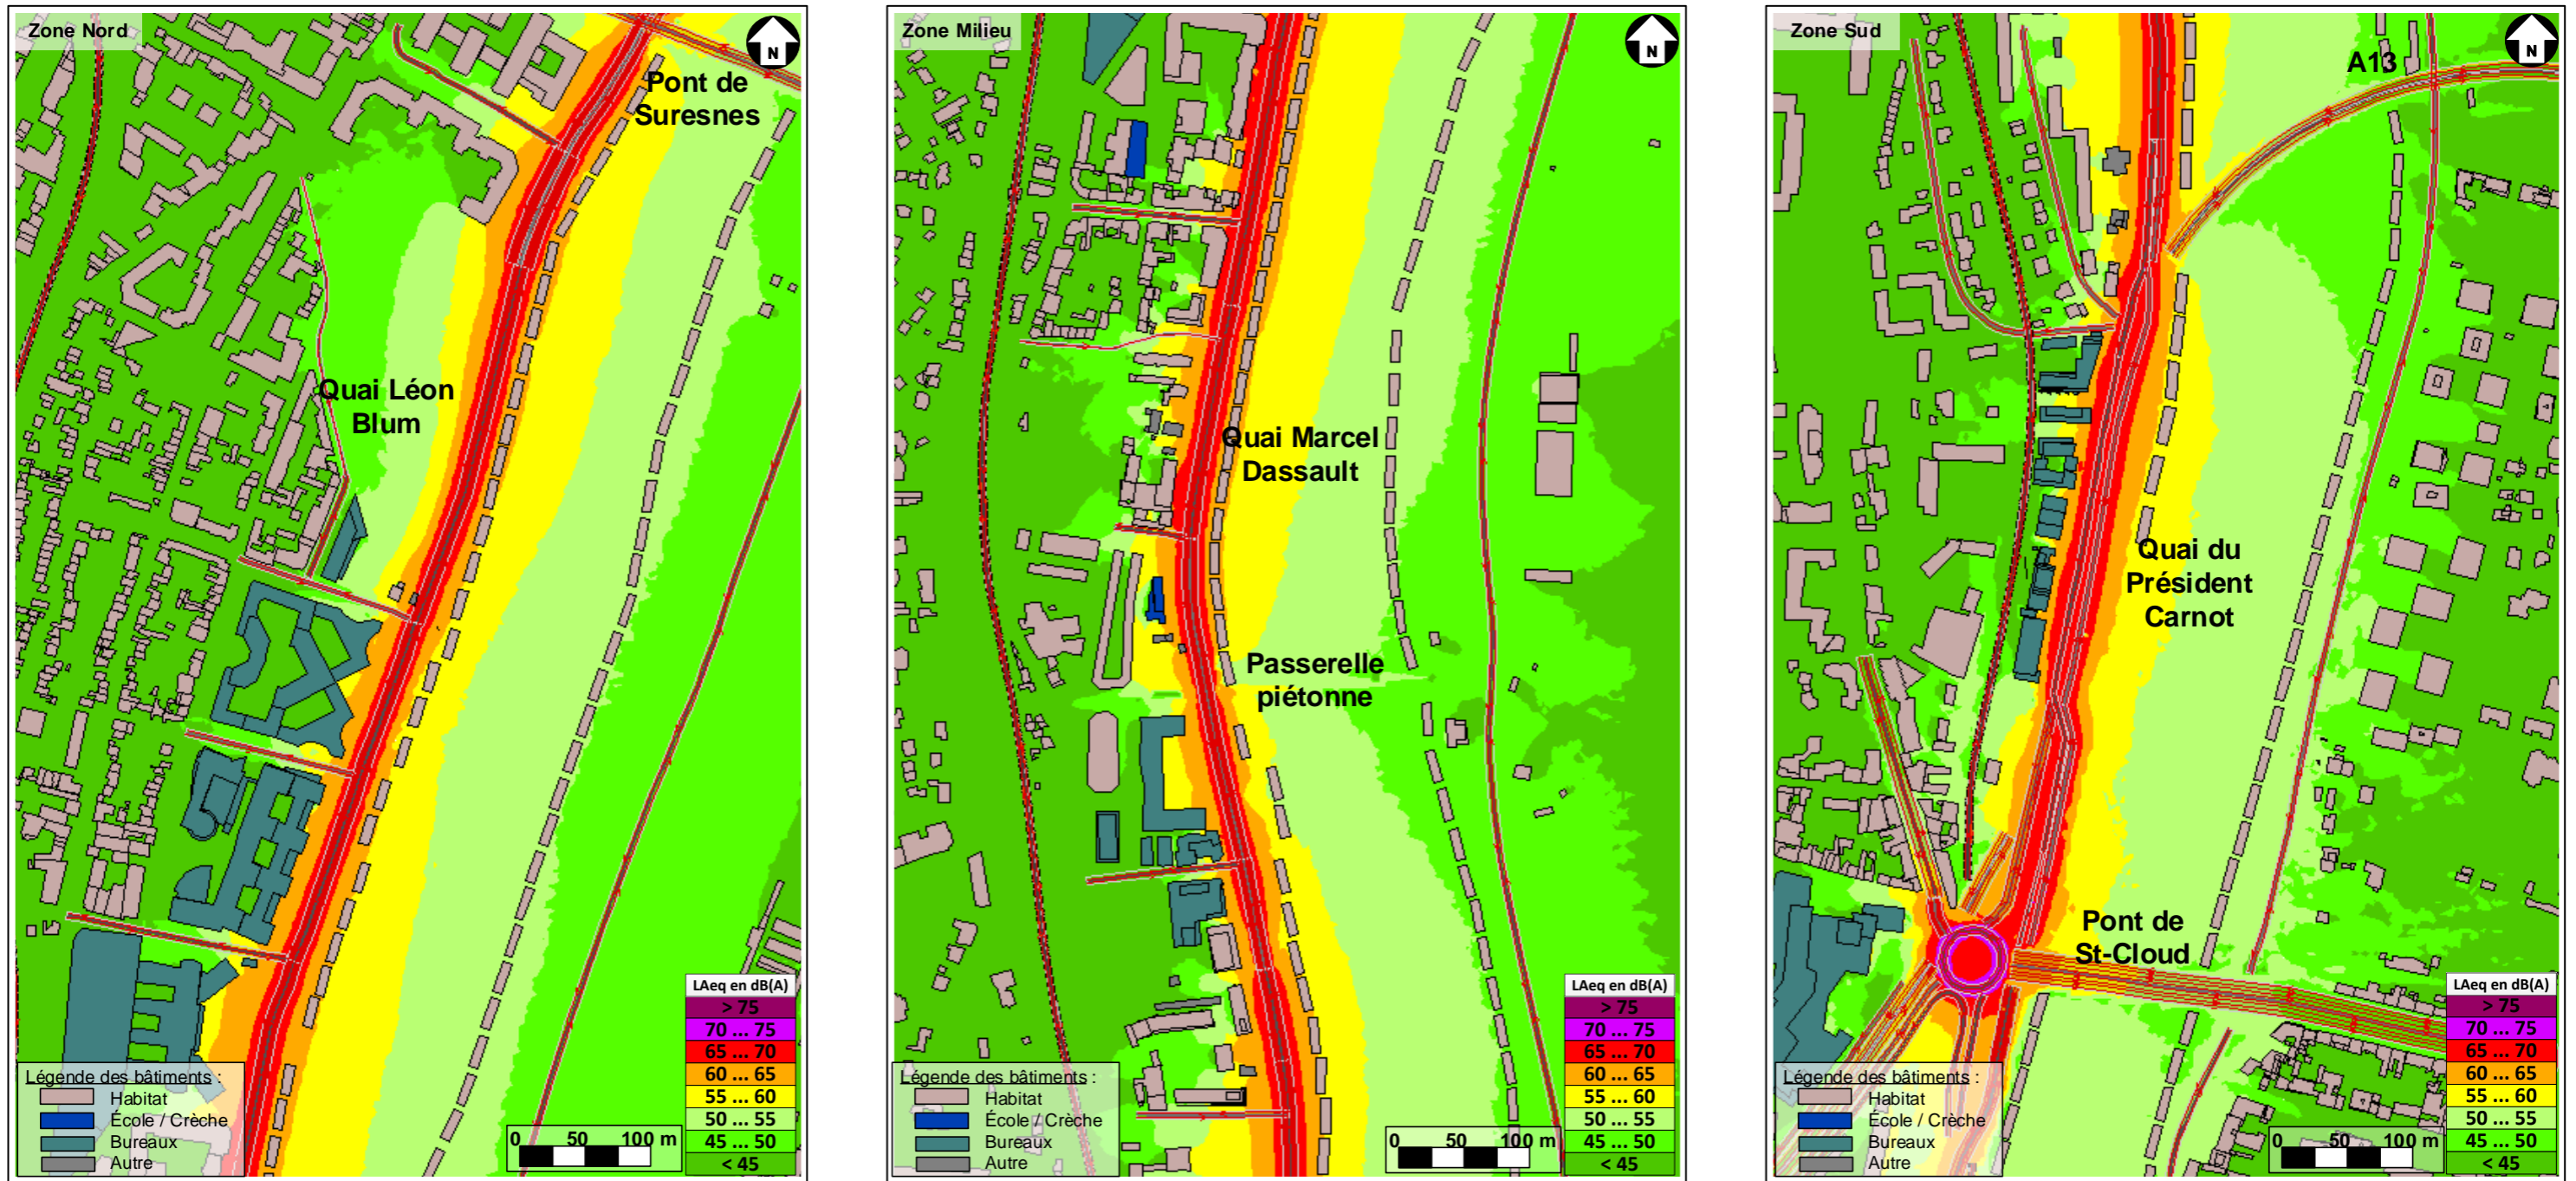 Zone Nord
N
Pont de
Suresnes
Quai Léon
Blum
LAeq en dB(A)
> 75
70 ... 75
65 ... 70
60 ... 65
55 ... 60
50 ... 55
45 ... 50
< 45
Légende des bâtiments :
Habitat
École / Crèche
Bureaux
Autre
0 50 100 m
Zone Milieu
N
Quai Marcel
Dassault
Passerelle
piétonne
LAeq en dB(A)
> 75
70 ... 75
65 ... 70
60 ... 65
55 ... 60
50 ... 55
45 ... 50
< 45
Légende des bâtiments :
Habitat
École / Crèche
Bureaux
Autre
0 50 100 m
Zone Sud
N
A13
Quai du
Président
Carnot
Pont de
St-Cloud
LAeq en dB(A)
> 75
70 ... 75
65 ... 70
60 ... 65
55 ... 60
50 ... 55
45 ... 50
< 45
Légende des bâtiments :
Habitat
École / Crèche
Bureaux
Autre
0 50 100 m